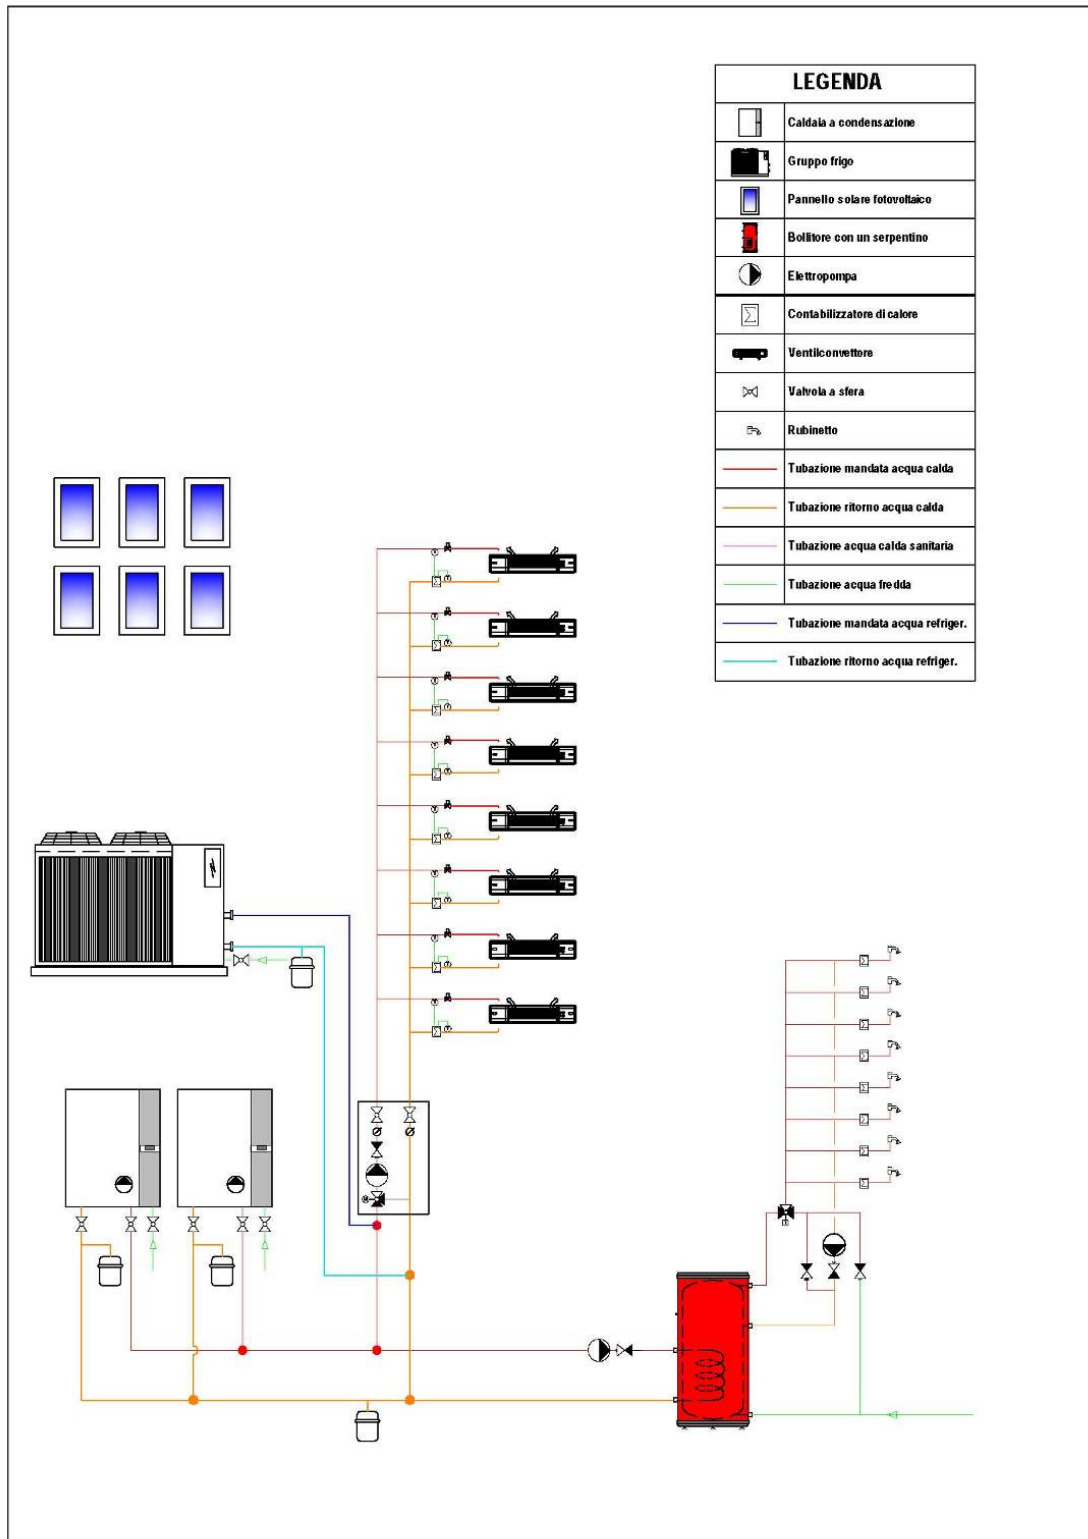 LEGENDA
Caldaia a condensazione
Gruppo frigo
Pannello solare fotovoltaico
Bollitore con un serpentino
Elettropompa
Contabilizzatore di calore
Ventilconvettore
Valvola a sfera
Rubinetto
Tubazione mandata acqua calda
Tubazione ritorno acqua calda
Tubazione acqua calda sanitaria
Tubazione acqua fredda
Tubazione mandata acqua refriger.
Tubazione ritorno acqua refriger.